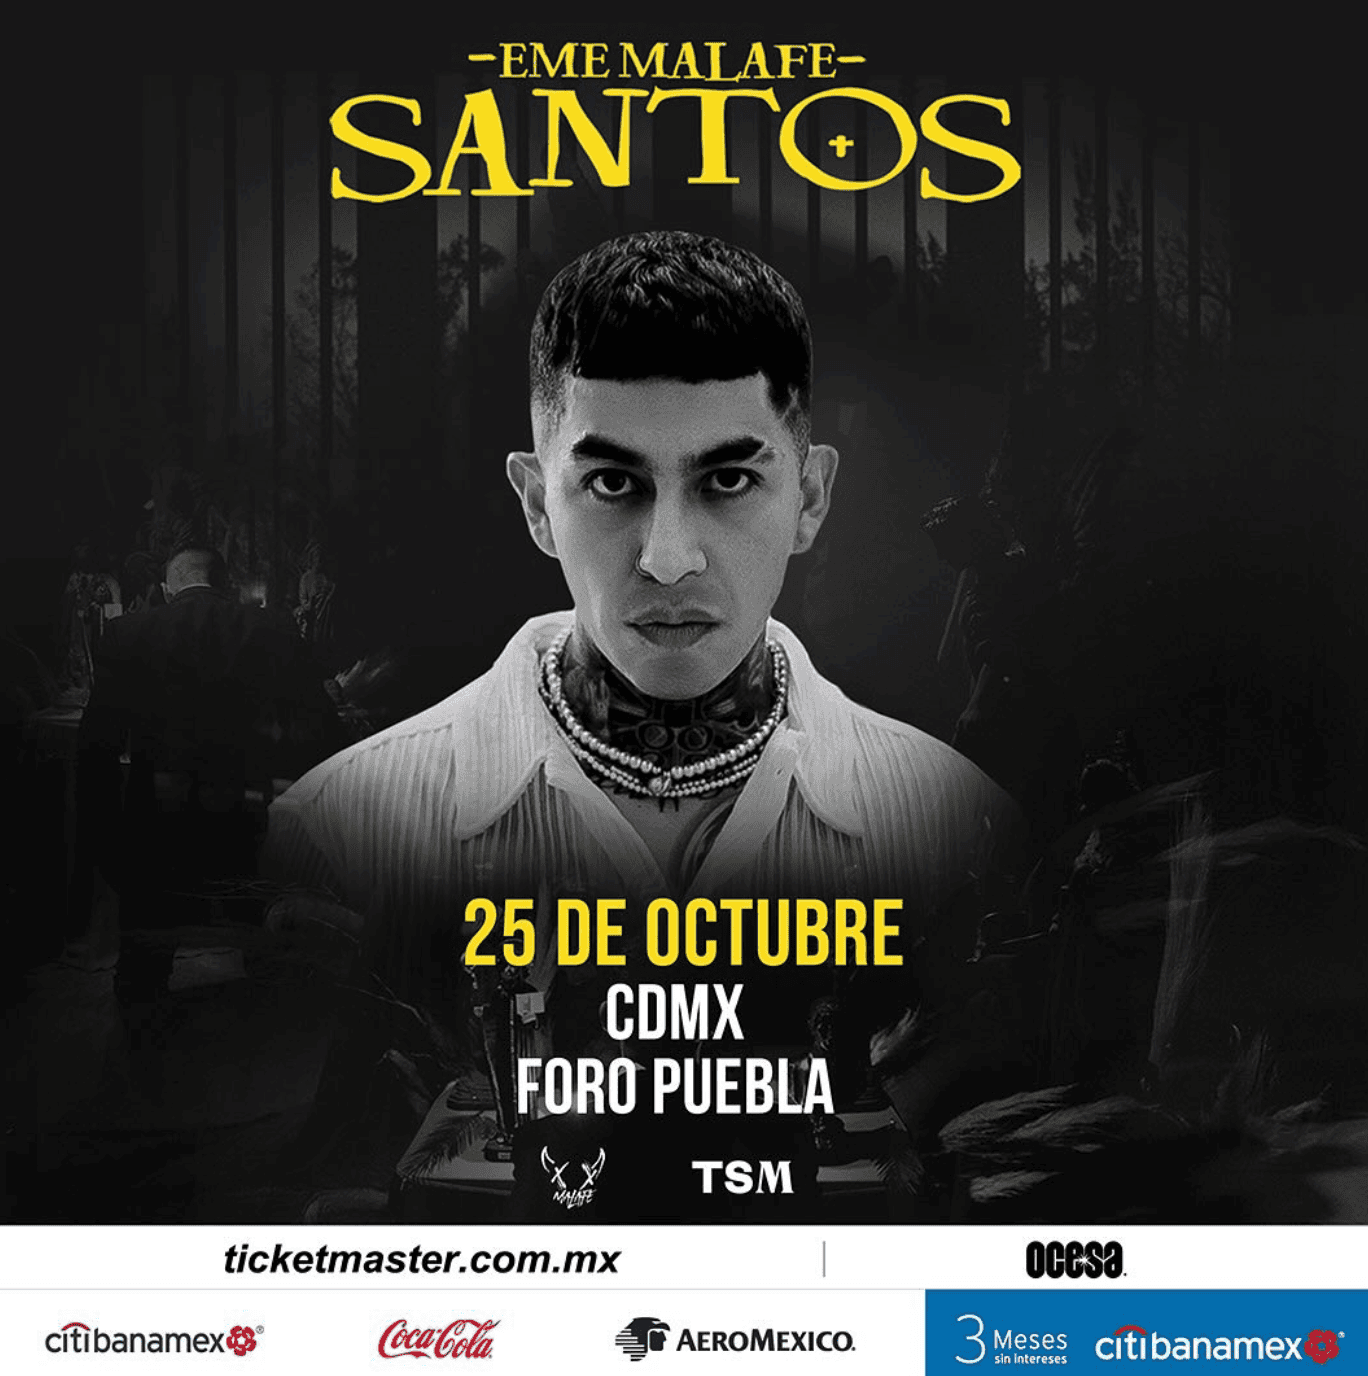 -EME MALAFE-
SANTOS
25 DE OCTUBRE
CDMX
FORO PUEBLA
MALAFE
TSM
ticketmaster.com.mx
ocesa
citibanamex
Coca-Cola
AEROMEXICO.
3 Meses
sin intereses
citibanamex